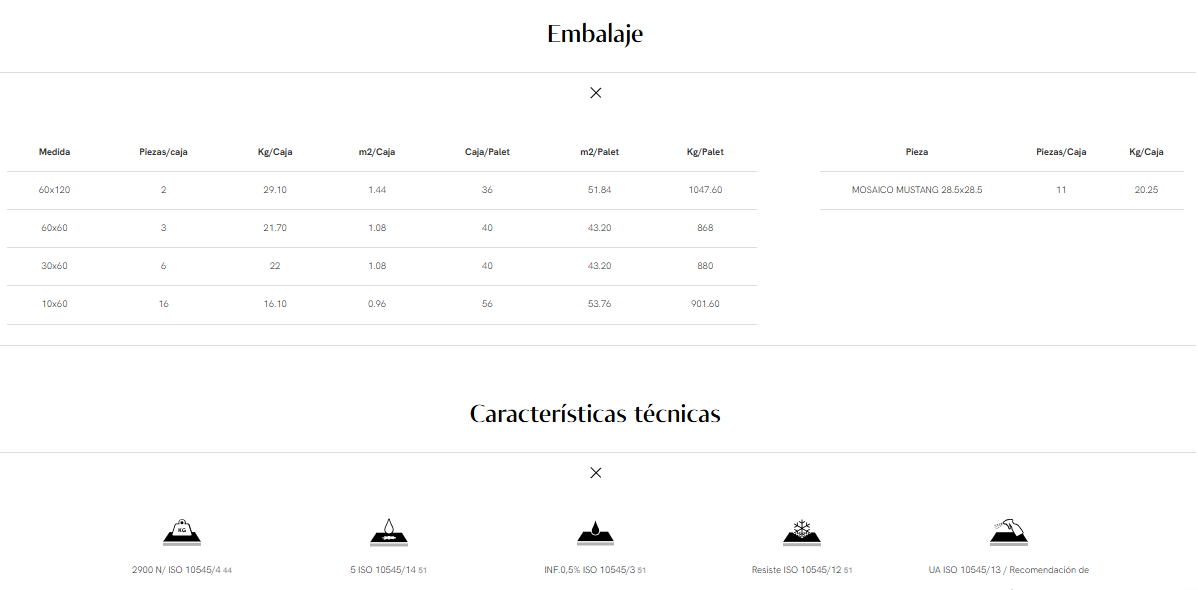 Embalaje
Medida Piezas/caja Kg/Caja m2/Caja Caja/Palet m2/Palet Kg/Palet
60x120 2 29.10 1.44 36 51.84 1047.60
60x60 3 21.70 1.08 40 43.20 868
30x60 6 22 1.08 40 43.20 880
10x60 16 16.10 0.96 56 53.76 901.60
Pieza Piezas/Caja Kg/Caja
MOSAICO MUSTANG 28.5x28.5 11 20.25
Características técnicas
KG
2900 N/ ISO 10545/4 44
5 ISO 10545/14 51
INF.0,5% ISO 10545/3 51
Resiste ISO 10545/12 51
UA ISO 10545/13 / Recomendación de